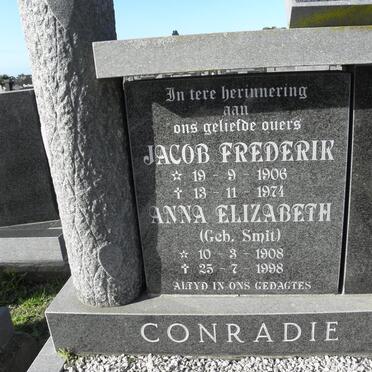 In tere herinnering
aan
ons geliefde ouers
JACOB FREDERIK
☆ 19 - 9 - 1906
✝ 13 - 11 - 1974
ANNA ELIZABETH
(Geb. Smit)
☆ 10 - 3 - 1908
✝ 25 - 7 - 1998
ALTYD IN ONS GEDAGTES
CONRADIE